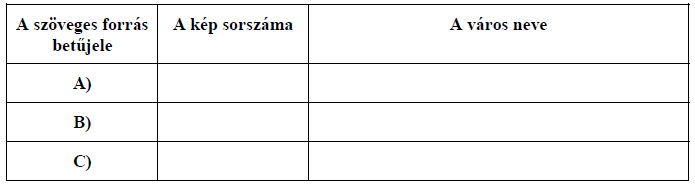 A szöveges forrás betűjele
A kép sorszáma
A város neve
A)
B)
C)